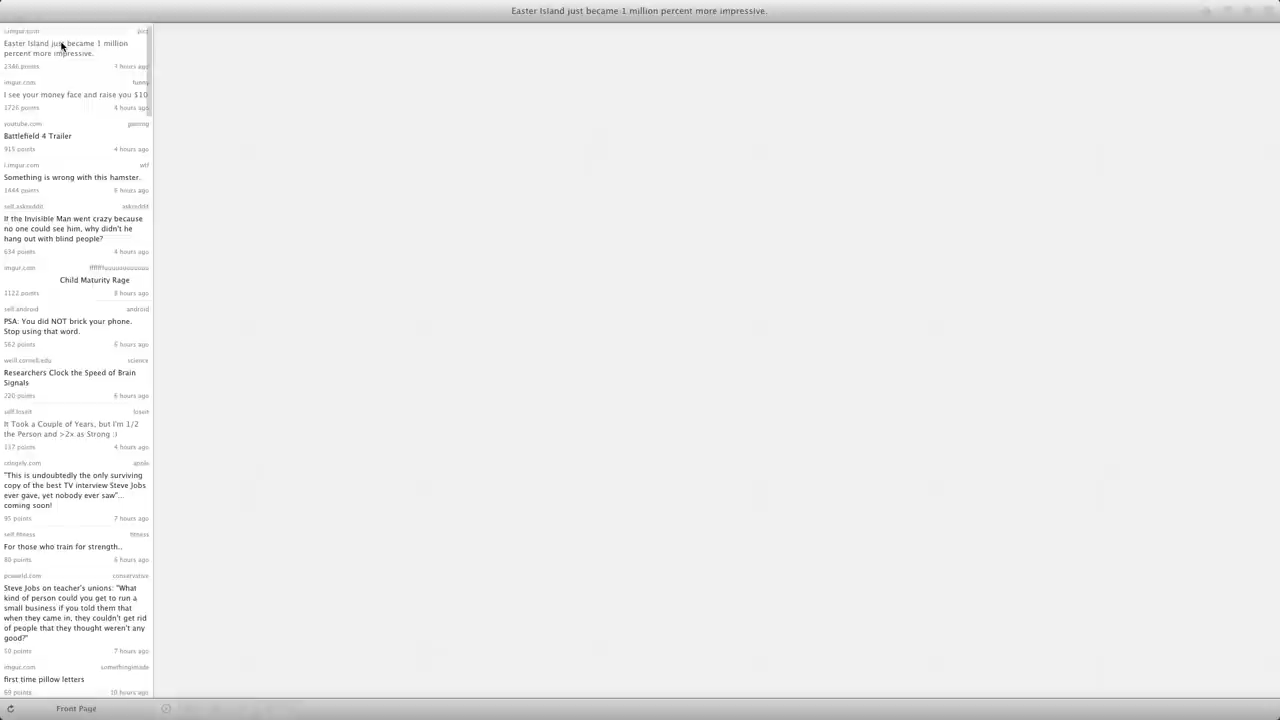 Easter Island just became 1 million percent more impressive.
i.imgur.com
Easter Island just became 1 million
percent more impressive.
2346 points
imgur.com funny
I see your money face and raise you $10
1726 points 4 hours ago
youtube.com gaming
Battlefield 4 Trailer
915 points 4 hours ago
i.imgur.com wtf
Something is wrong with this hamster.
1444 points 6 hours ago
self.askreddit askreddit
If the Invisible Man went crazy because
no one could see him, why didn't he
hang out with blind people?
634 points 4 hours ago
imgur.com
Child Maturity Rage
1122 points 8 hours ago
self.android android
PSA: You did NOT brick your phone.
Stop using that word.
562 points 6 hours ago
weill.cornell.edu science
Researchers Clock the Speed of Brain
Signals
220 points 6 hours ago
self.loseit loseit
It Took a Couple of Years, but I'm 1/2
the Person and >2x as Strong :)
137 points 4 hours ago
apple
"This is undoubtedly the only surviving
copy of the best TV interview Steve Jobs
ever gave, yet nobody ever saw"...
coming soon!
95 points 7 hours ago
self.fitness fitness
For those who train for strength..
80 points 6 hours ago
pcworld.com conservative
Steve Jobs on teacher's unions: "What
kind of person could you get to run a
small business if you told them that
when they came in, they couldn't get rid
of people that they thought weren't any
good?"
50 points 7 hours ago
imgur.com somethingimade
first time pillow letters
69 points 10 hours ago
Front Page